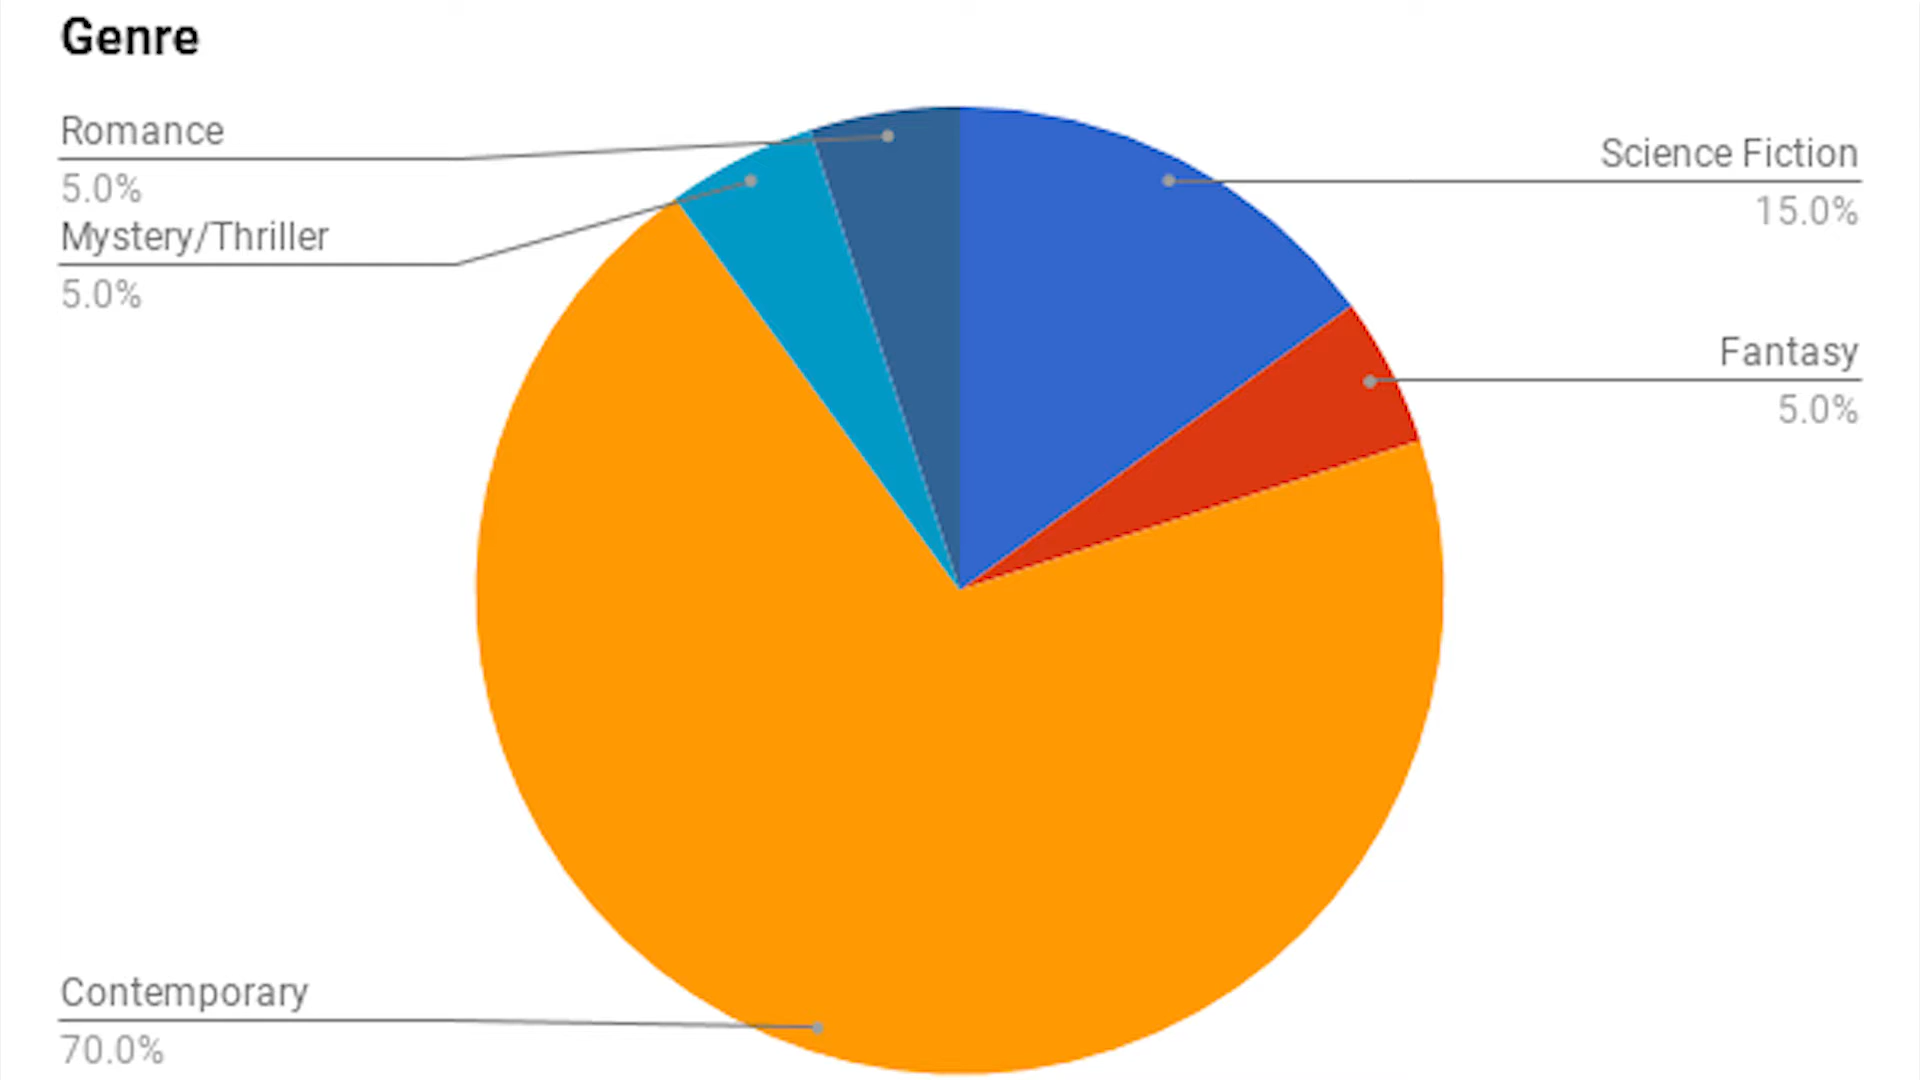 Genre
Romance
5.0%
Mystery/Thriller
5.0%
Science Fiction
15.0%
Fantasy
5.0%
Contemporary
70.0%